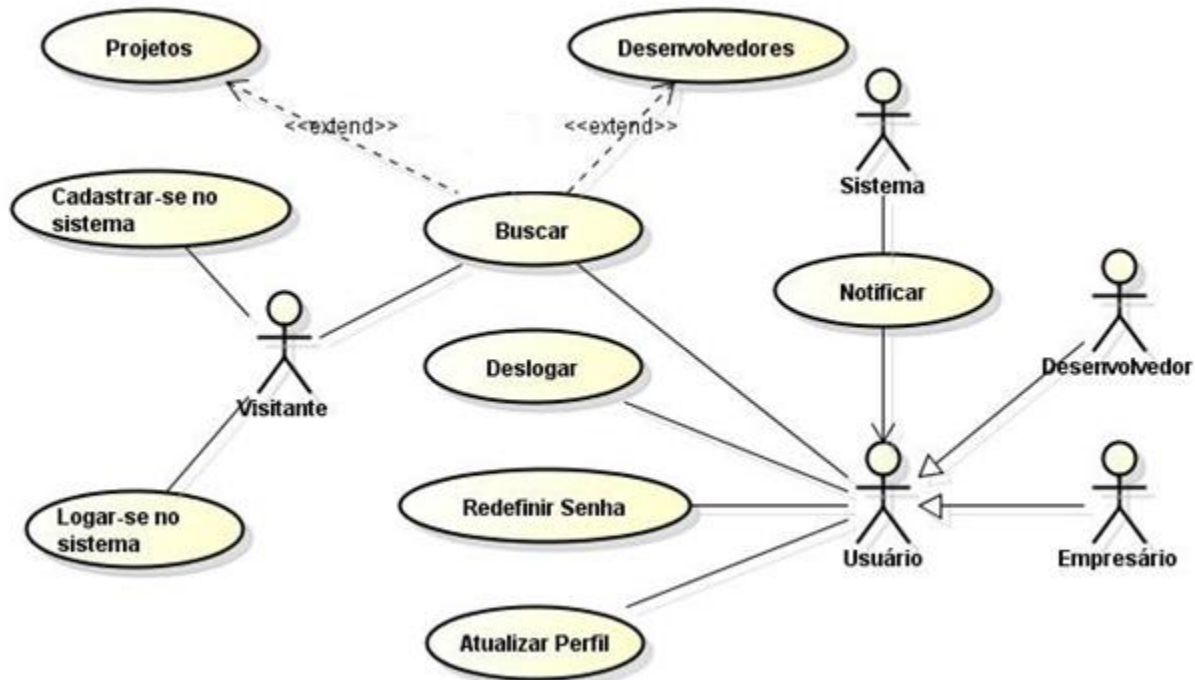 Projetos
Desenvolvedores
<<extend>>
<<extend>>
Sistema
Cadastrar-se no
sistema
Buscar
Notificar
Desenvolvedor
Deslogar
Visitante
Logar-se no
sistema
Redefinir Senha
Usuário
Empresário
Atualizar Perfil